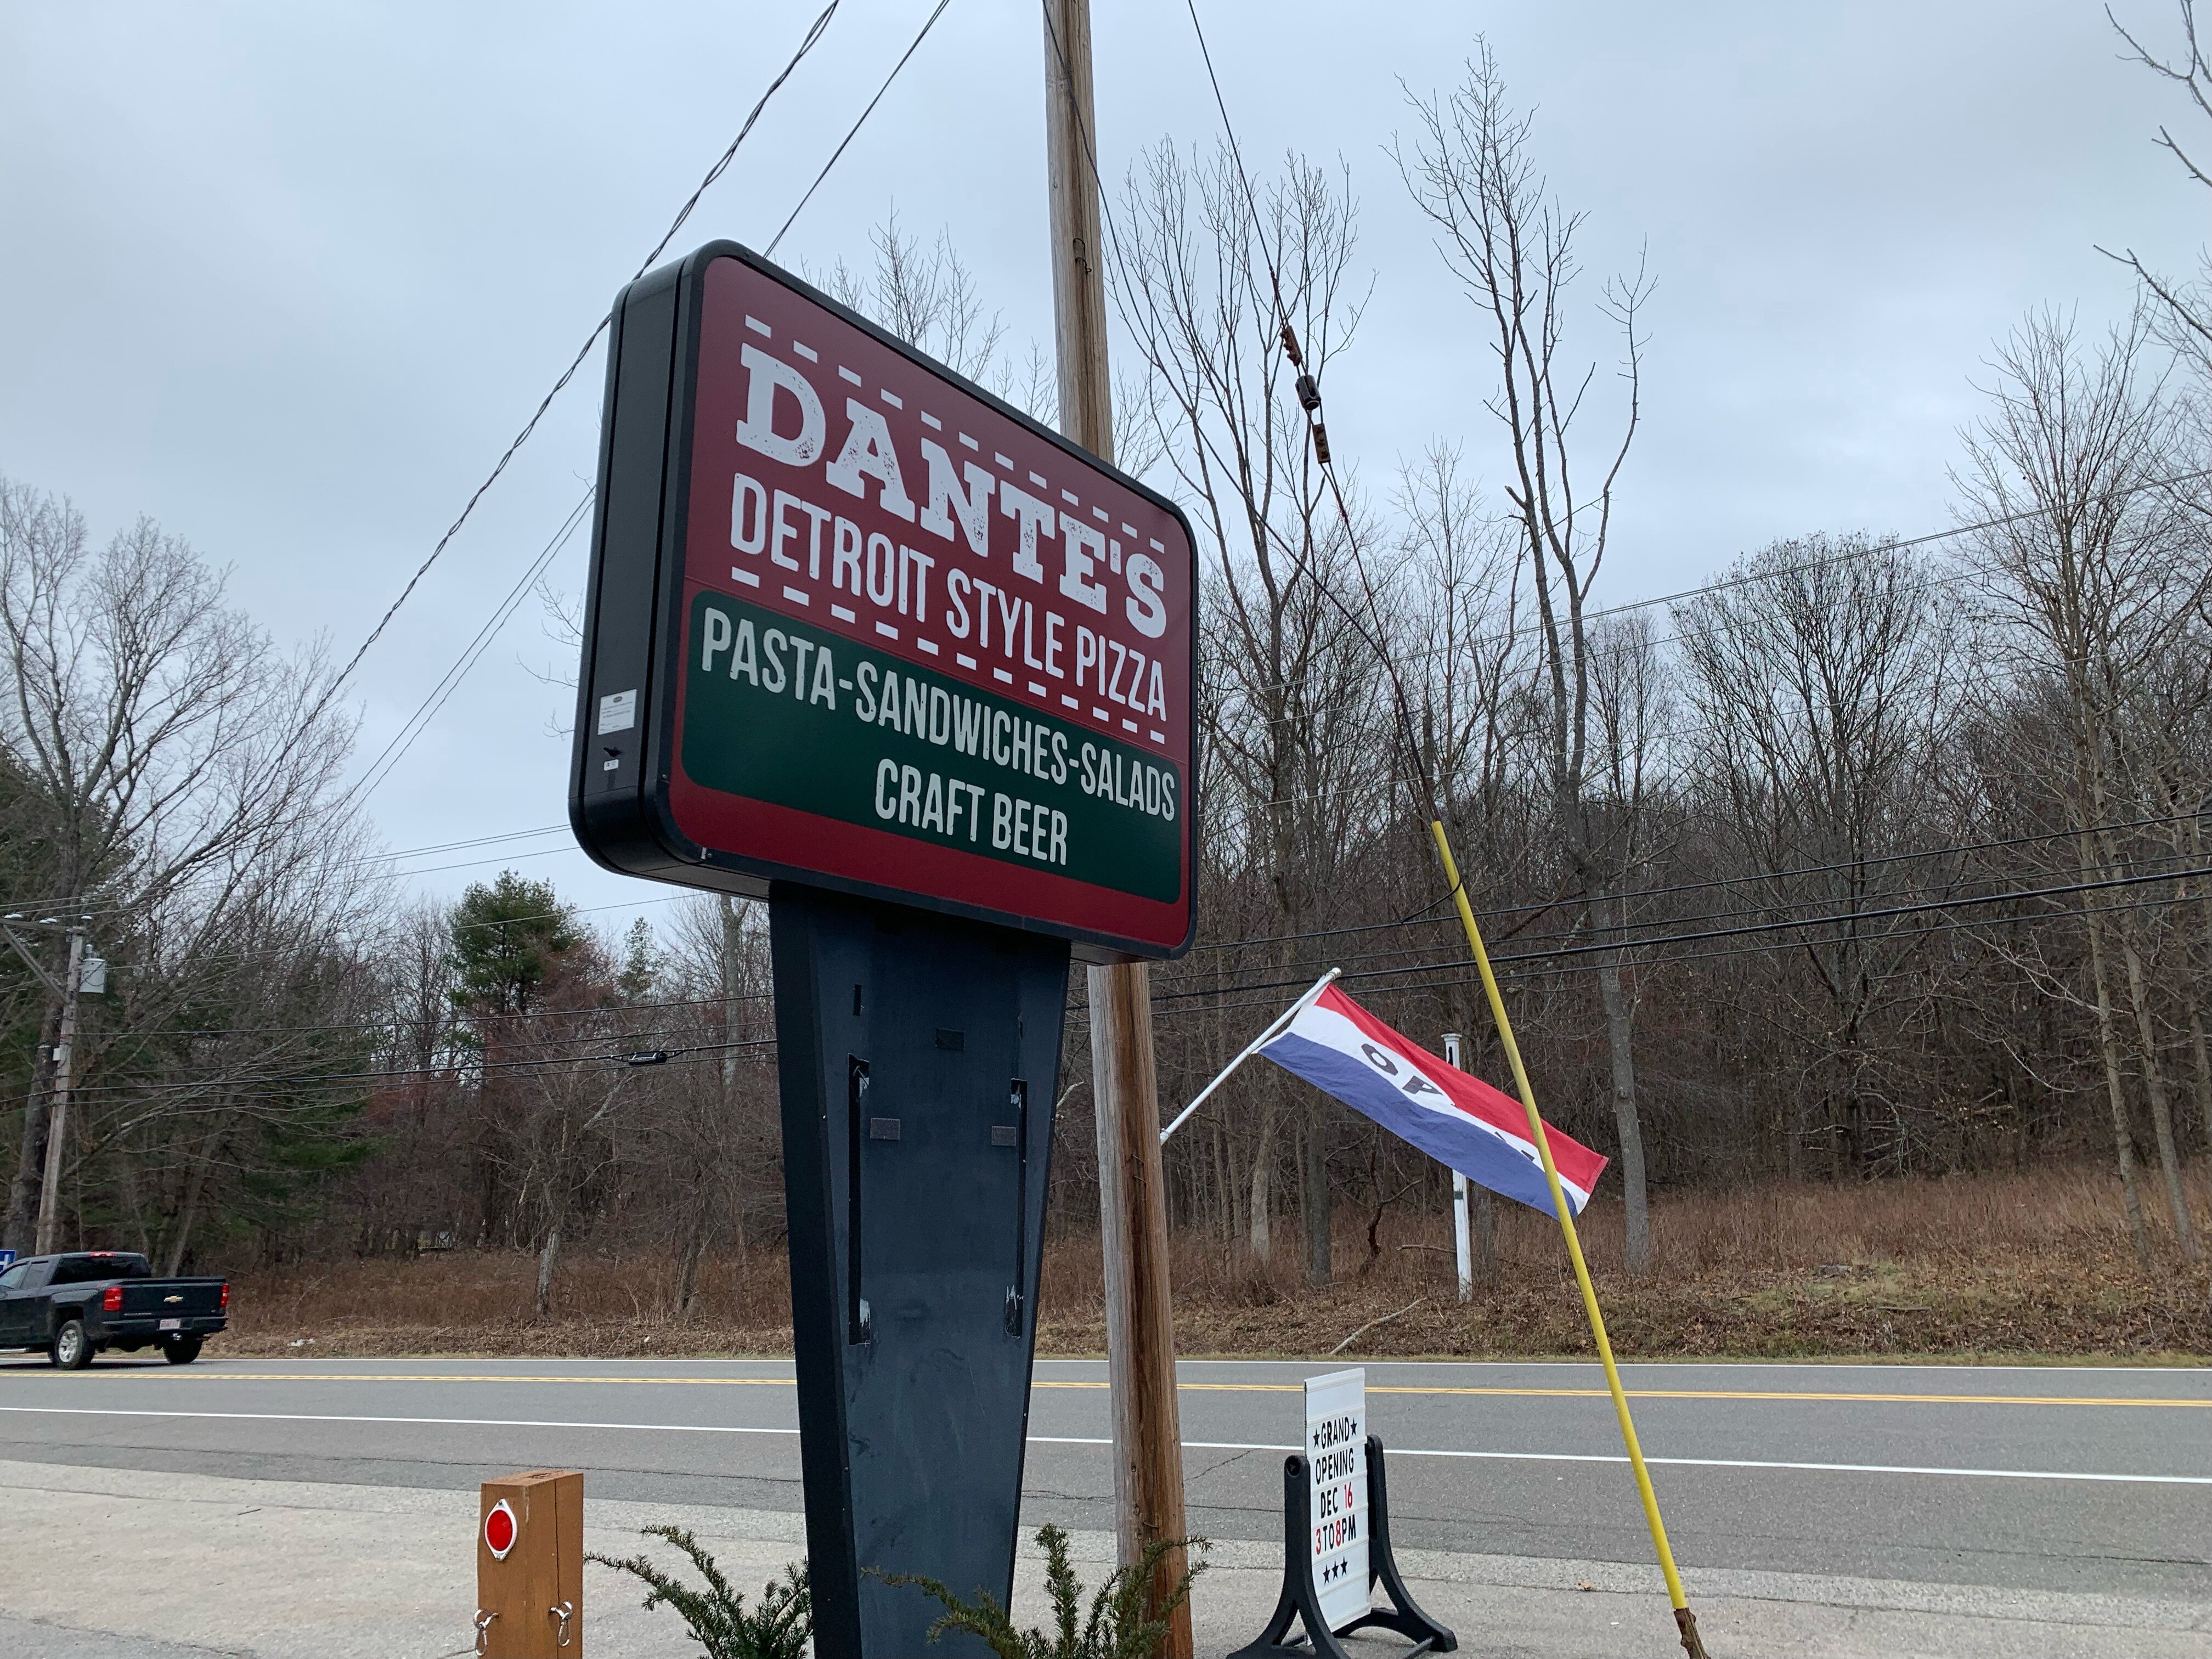 DANTE'S
DETROIT STYLE PIZZA
PASTA-SANDWICHES-SALADS
CRAFT BEER
★GRAND★
OPENING
DEC 16
3TO8PM
★★★